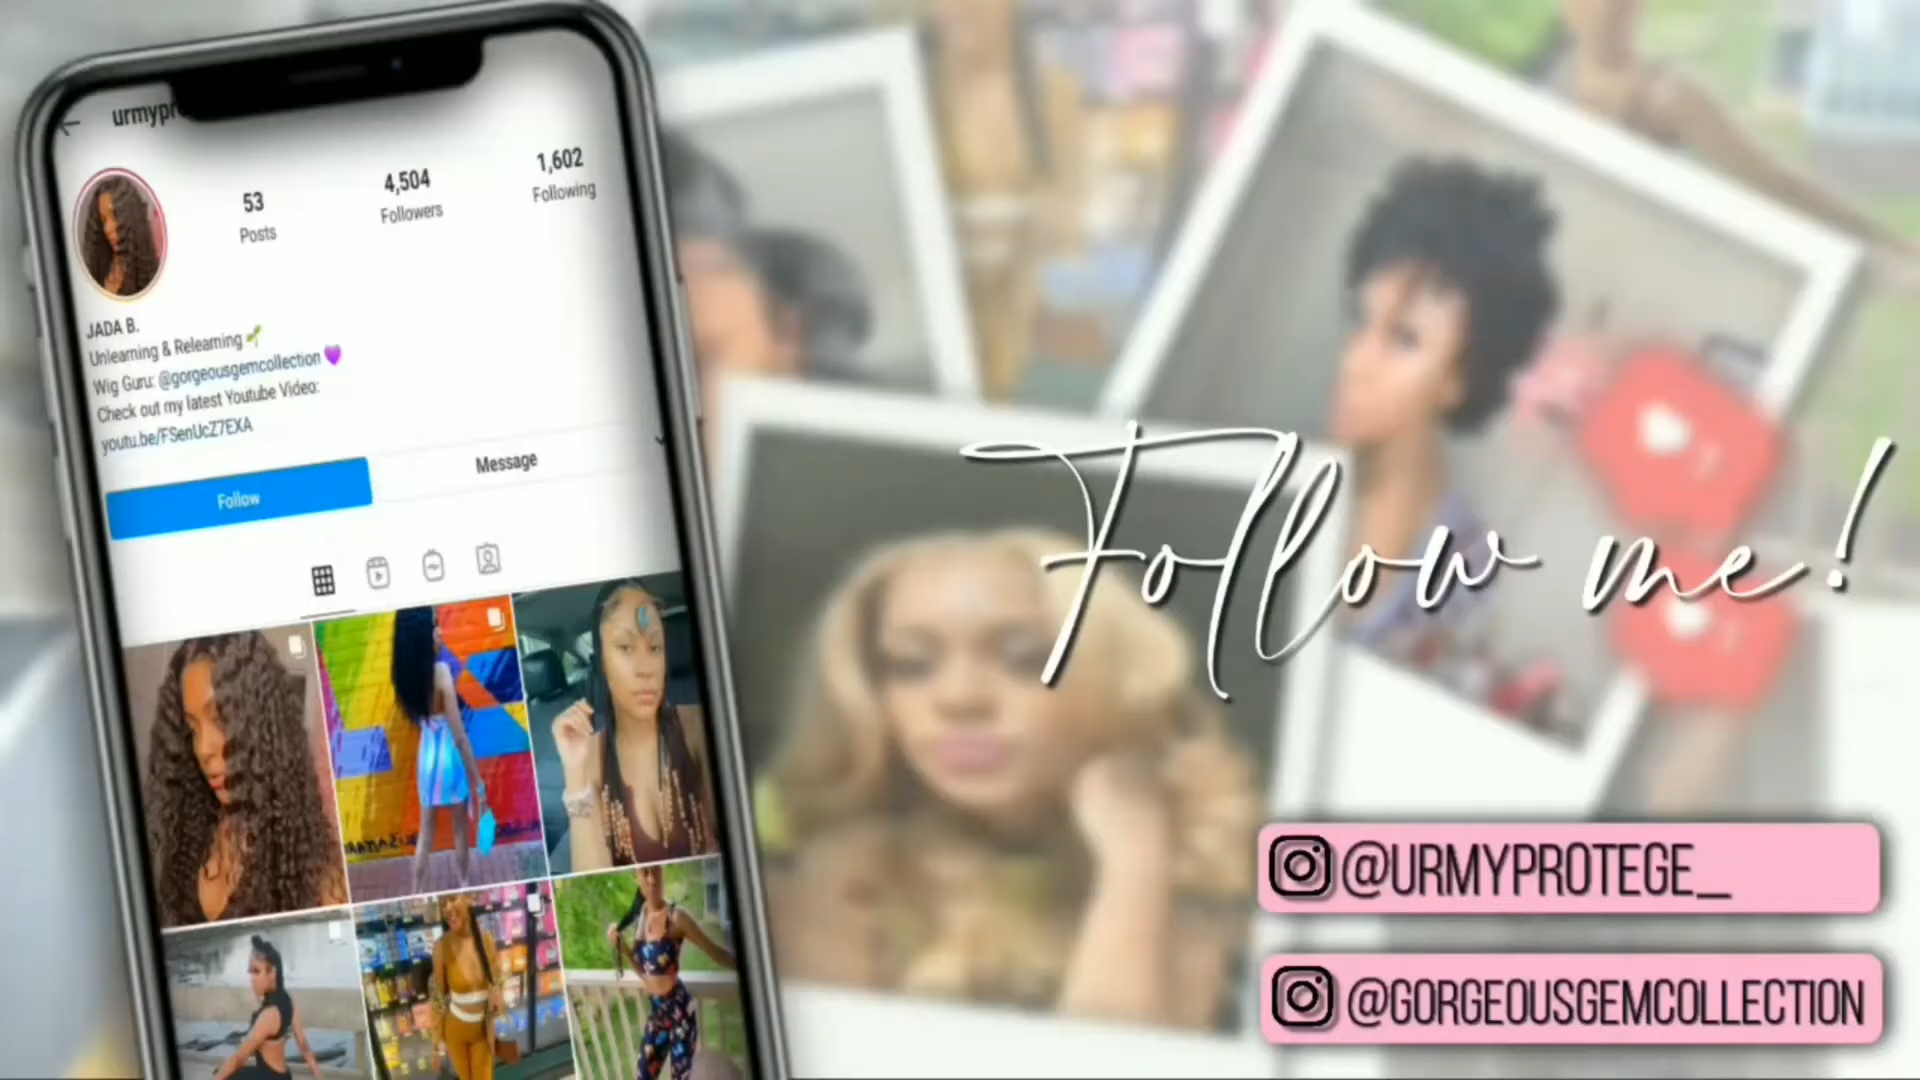 urmypr
53
Posts
4,504
Followers
1,602
Following
JADA B.
Unlearning & Relearning 🌱
Wig Guru: @gorgeousgemcollection 💜
Check out my latest Youtube Video:
youtu.be/FSenUcZ7EXA
Follow
Message
Follow me!
@URMYPROTEGE_
@GORGEOUSGEMCOLLECTION